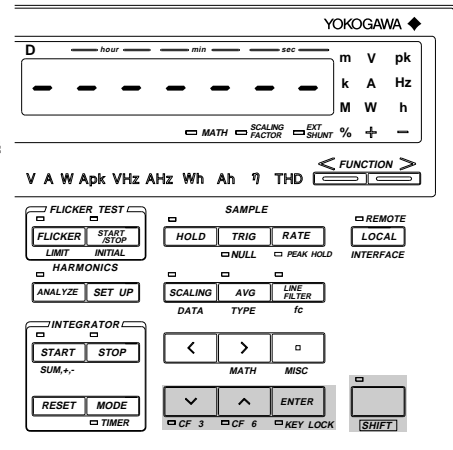 YOKOGAWA
D hour min sec
m V pk
k A Hz
M W h
MATH SCALING FACTOR EXT SHUNT % + −
V A W Apk VHz AHz Wh Ah η THD < FUNCTION >
FLICKER TEST SAMPLE REMOTE
FLICKER START /STOP HOLD TRIG RATE LOCAL
LIMIT INITIAL NULL PEAK HOLD INTERFACE
HARMONICS
ANALYZE SET UP SCALING AVG LINE FILTER
DATA TYPE fc
INTEGRATOR
START STOP < >
SUM,+,- MATH MISC
RESET MODE ENTER
TIMER CF 3 CF 6 KEY LOCK SHIFT